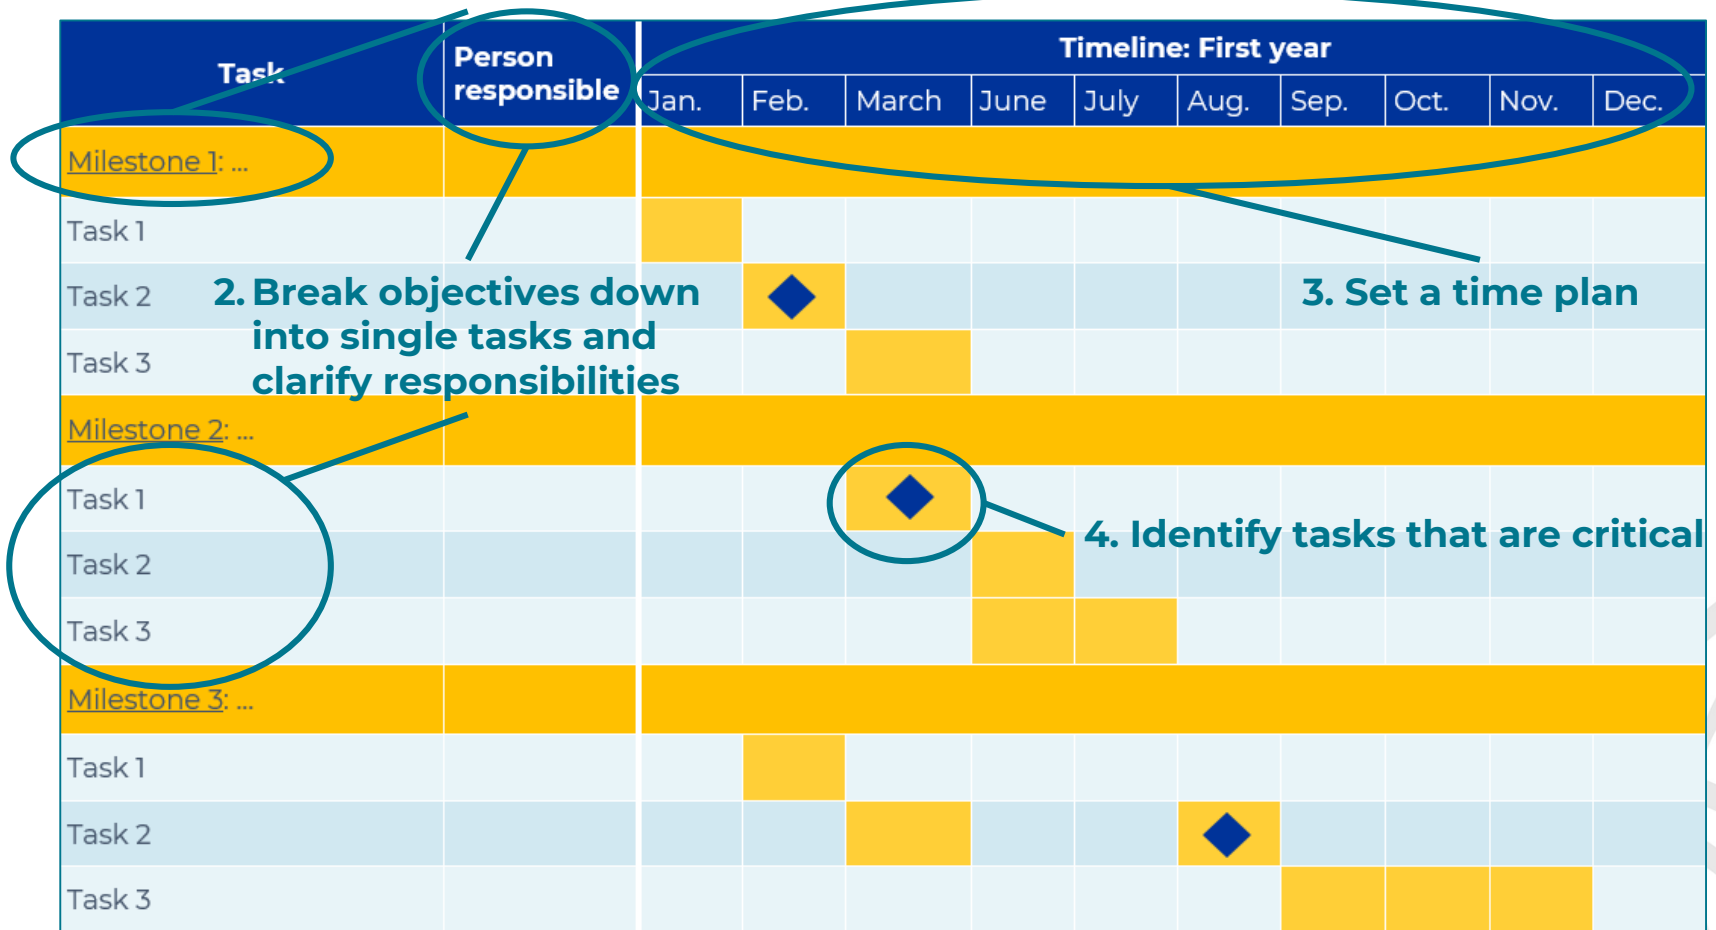 Task
Person
responsible
Timeline: First year
Jan. Feb. March June July Aug. Sep. Oct. Nov. Dec.
Milestone 1: ...
Task 1
Task 2
Task 3
2. Break objectives down
into single tasks and
clarify responsibilities
3. Set a time plan
Milestone 2: ...
Task 1
Task 2
Task 3
4. Identify tasks that are critical
Milestone 3: ...
Task 1
Task 2
Task 3